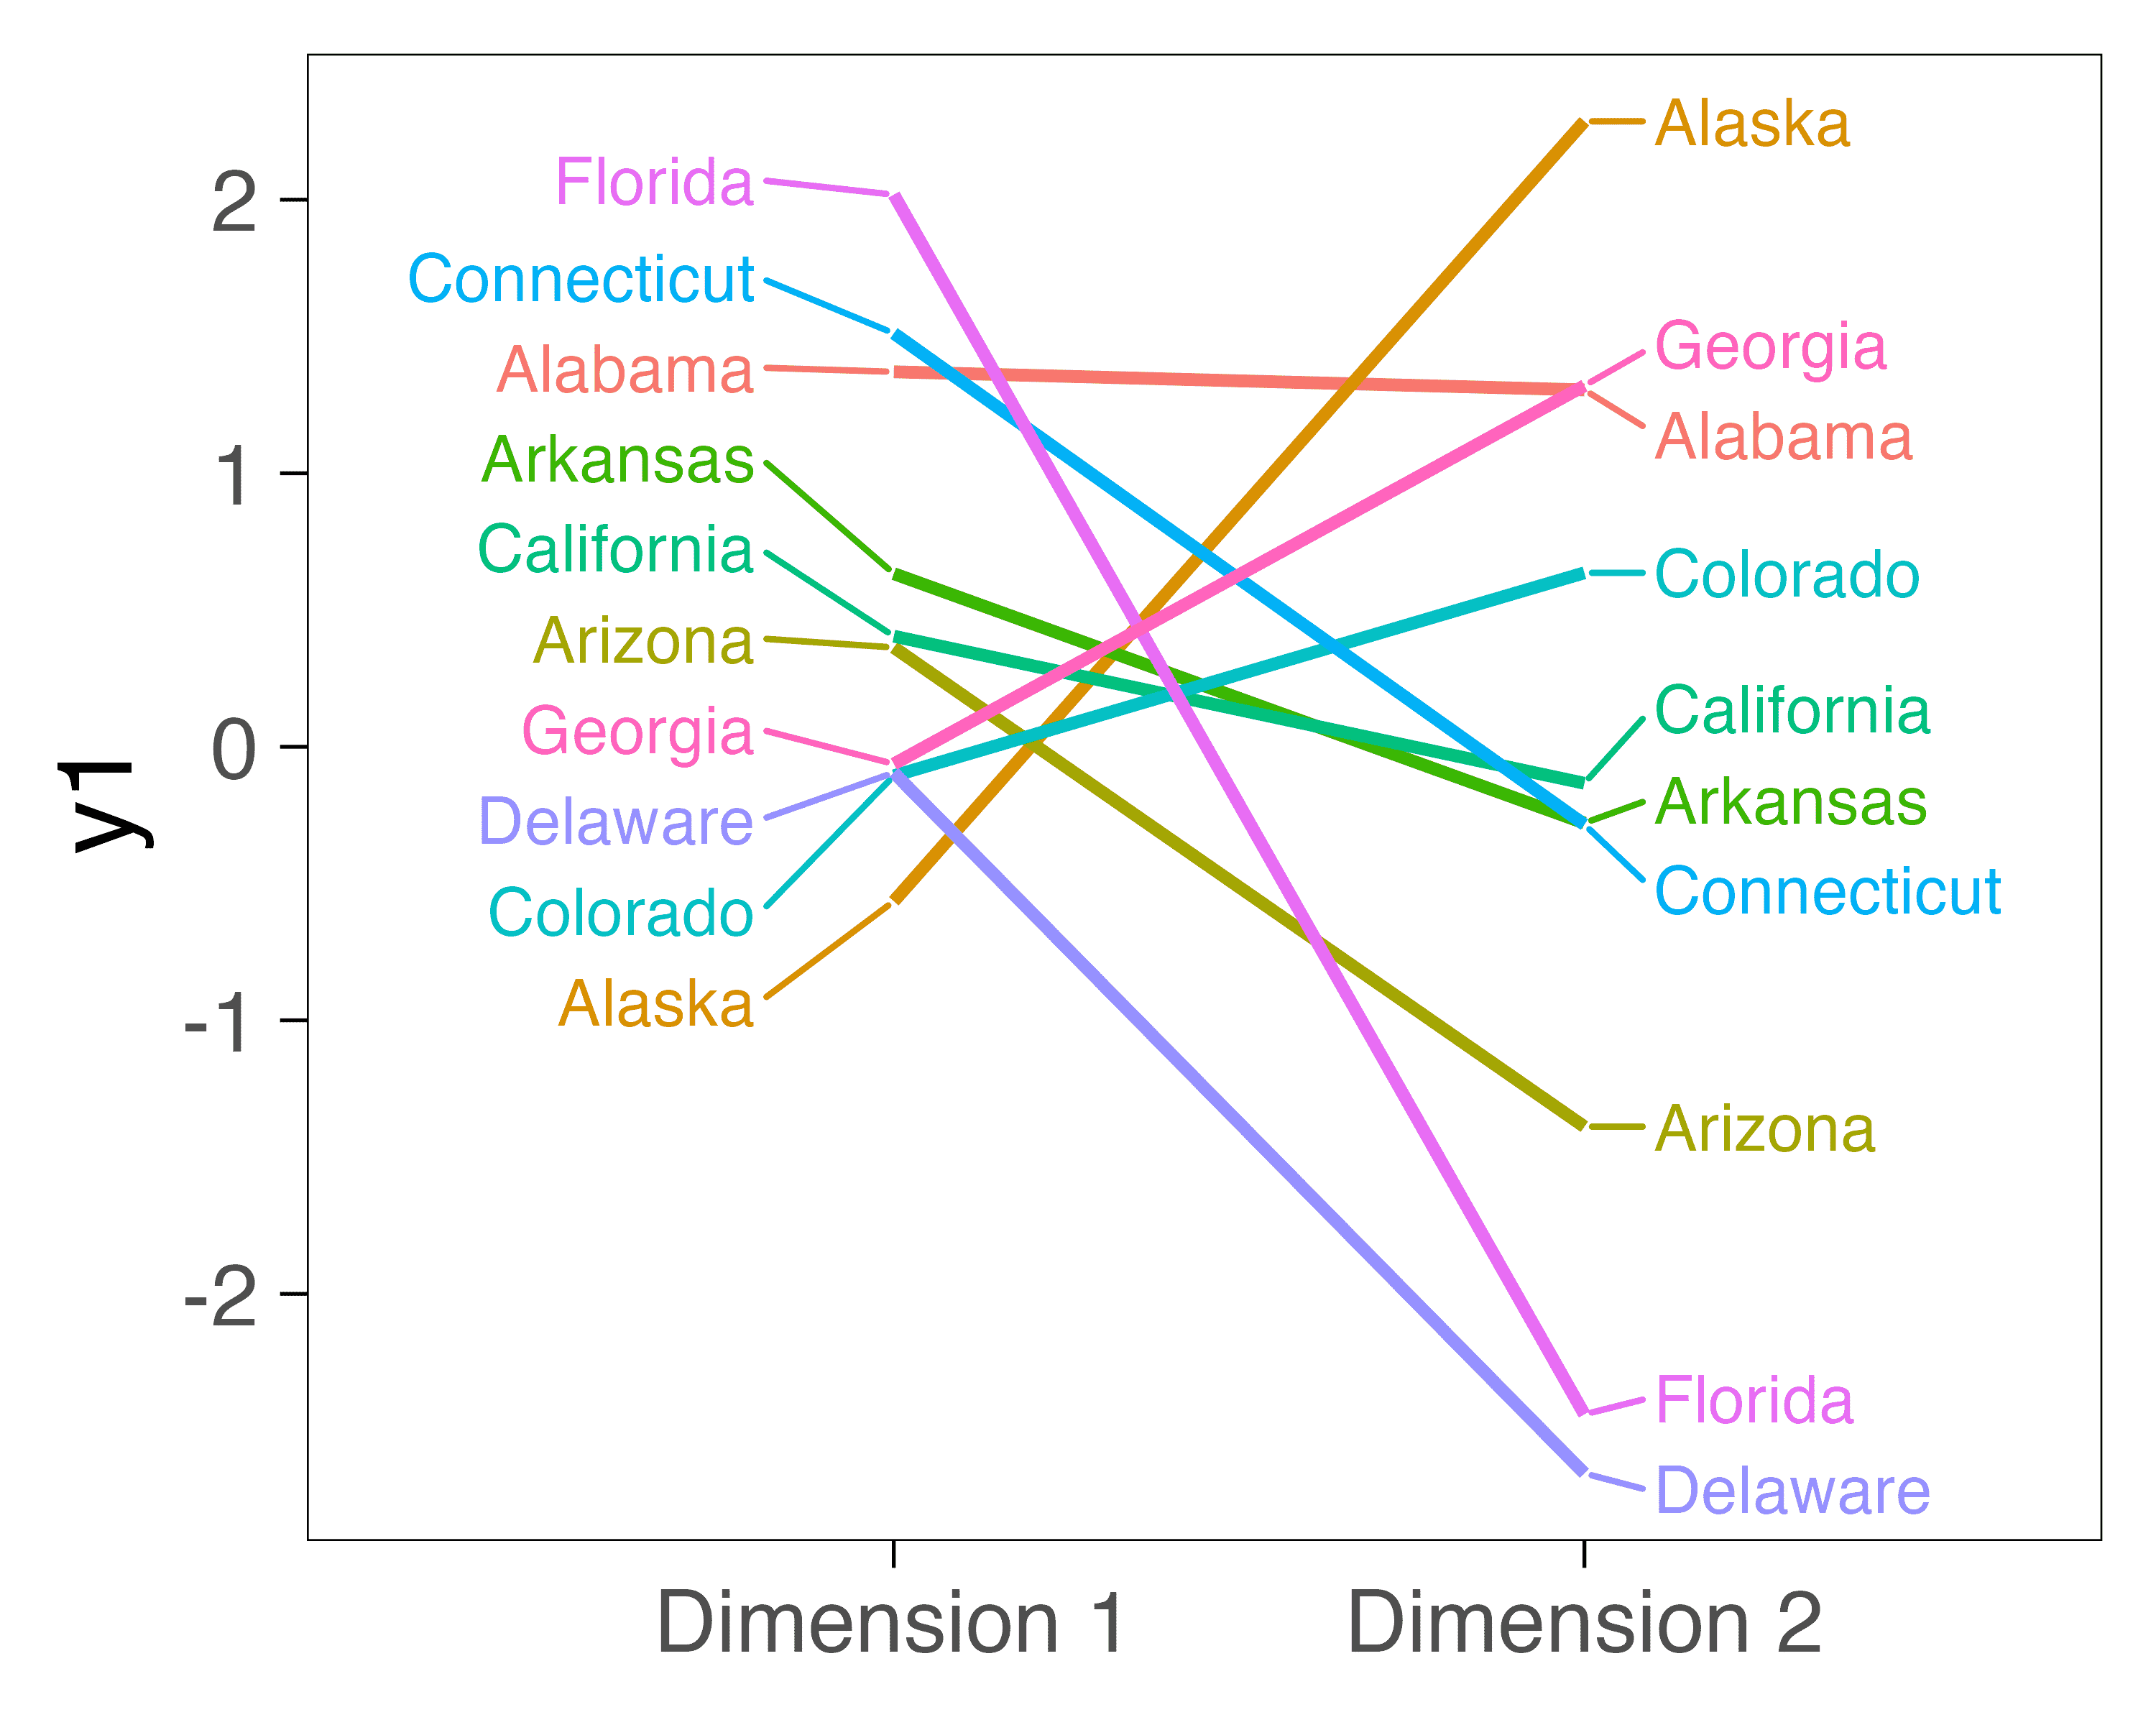 Alaska
Florida
2
Connecticut
Georgia
Alabama
Alabama
Arkansas
1
California
Colorado
Arizona
California
Georgia
0
Arkansas
Delaware
Connecticut
Colorado
Alaska
-1
Arizona
-2
Florida
Delaware
y1
Dimension 1 Dimension 2